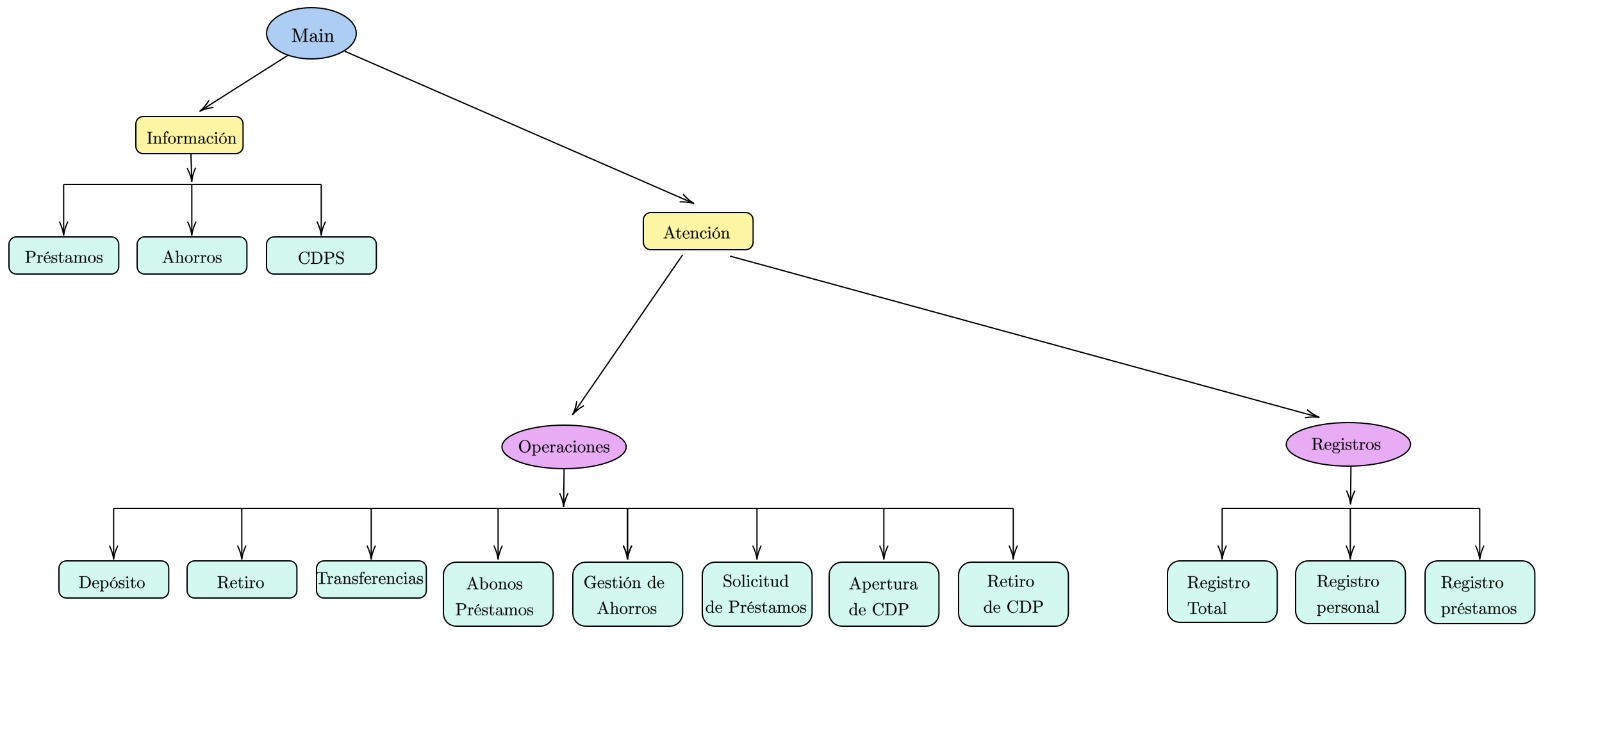 Main
Información
Préstamos
Ahorros
CDPS
Atención
Operaciones
Registros
Depósito
Retiro
Transferencias
Abonos
Préstamos
Gestión de
Ahorros
Solicitud
de Préstamos
Apertura
de CDP
Retiro
de CDP
Registro
Total
Registro
personal
Registro
préstamos